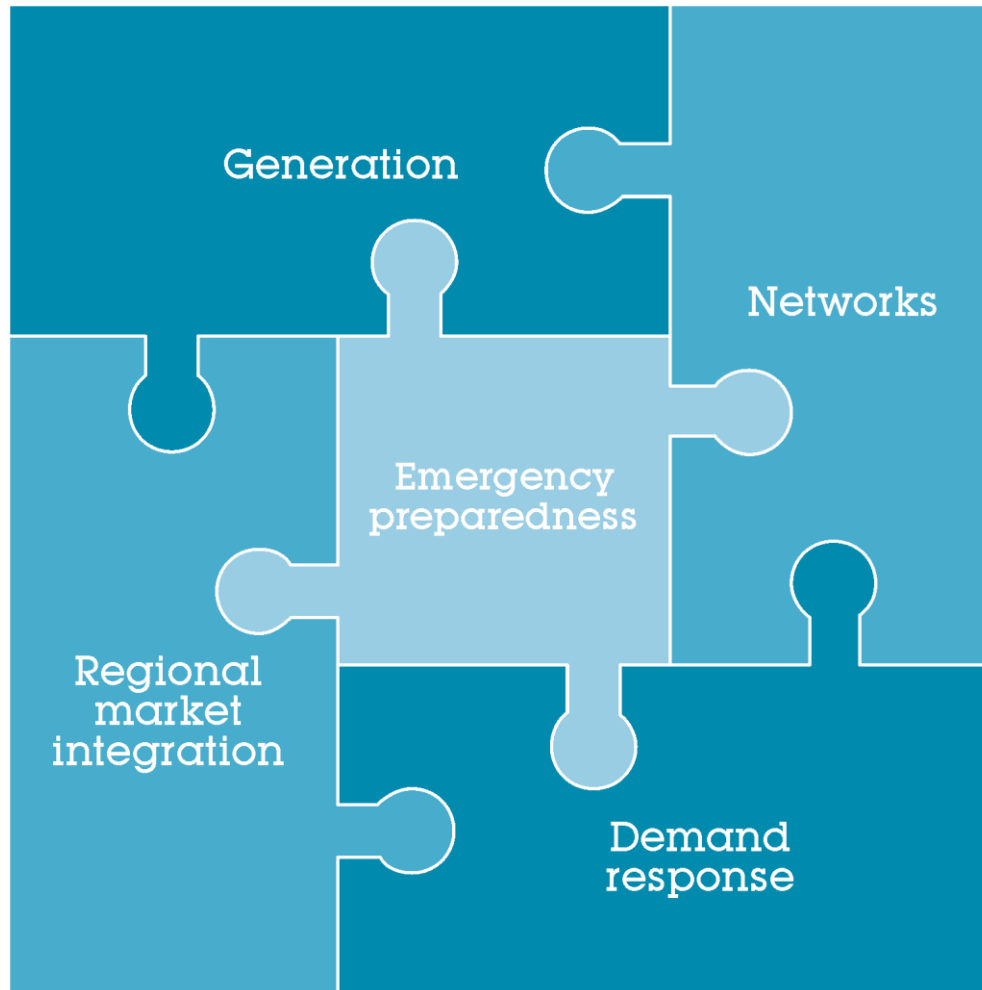 Generation
Networks
Emergency
preparedness
Regional
market
integration
Demand
response